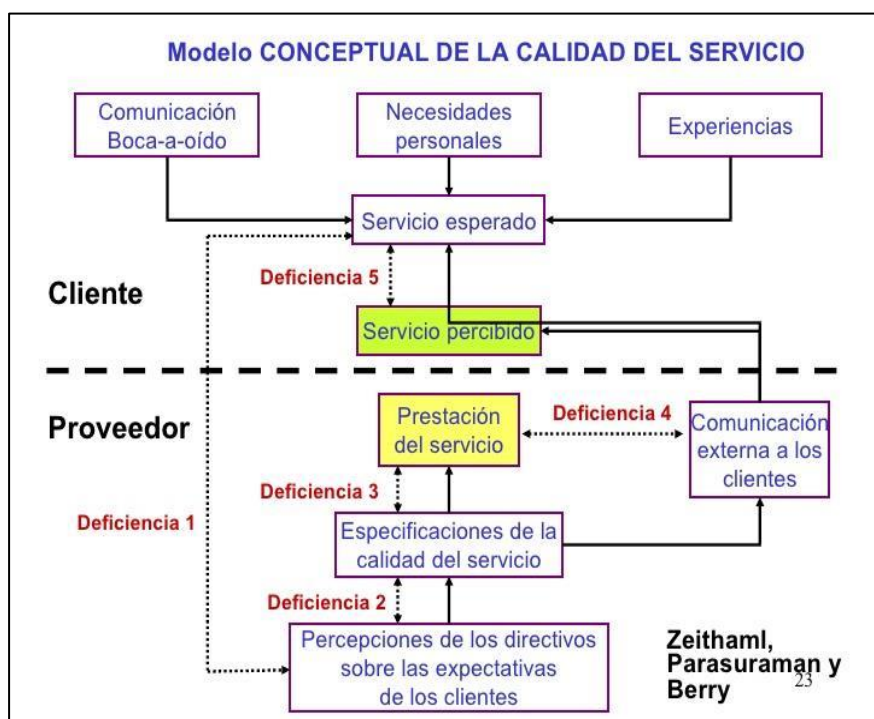 Modelo CONCEPTUAL DE LA CALIDAD DEL SERVICIO
Comunicación
Boca-a-oído
Necesidades
personales
Experiencias
Servicio esperado
Deficiencia 5
Cliente
Servicio percibido
Proveedor
Prestación
del servicio
Deficiencia 4
Comunicación
externa a los
clientes
Deficiencia 3
Deficiencia 1
Especificaciones de la
calidad del servicio
Deficiencia 2
Percepciones de los directivos
sobre las expectativas
de los clientes
Zeithaml,
Parasuraman y
Berry
23